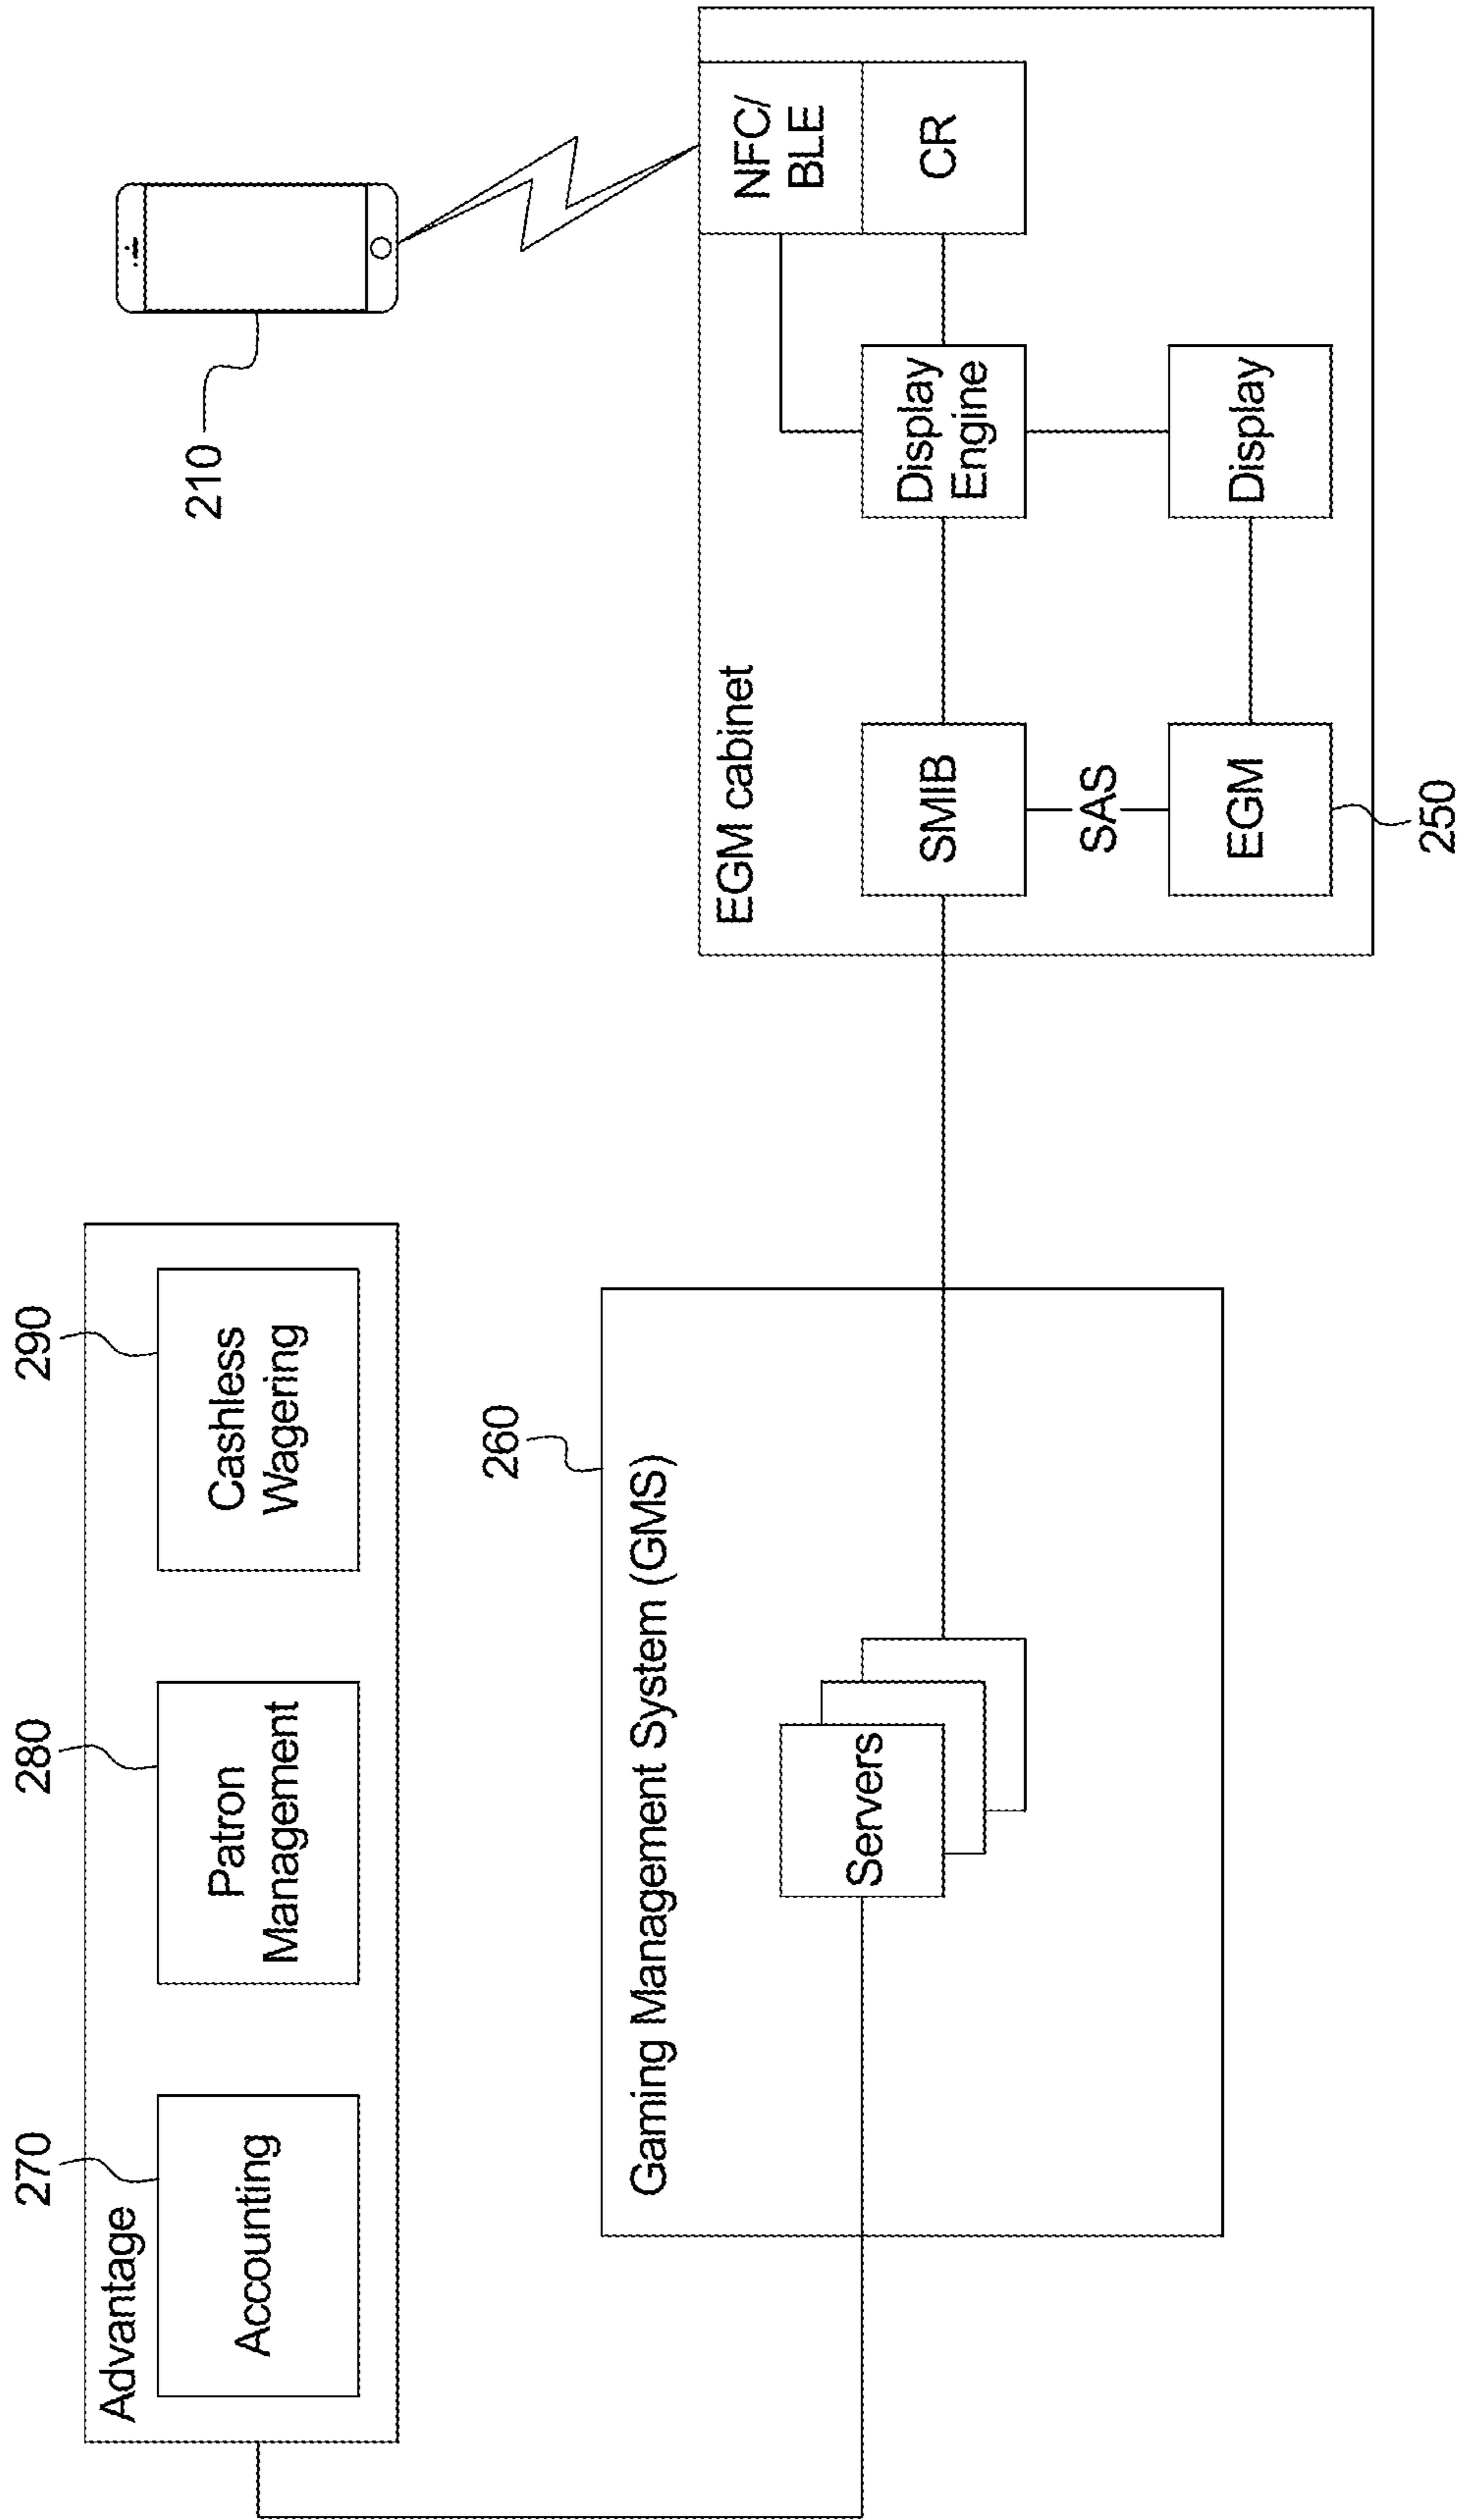 270
280
290
Advantage
Accounting
Patron
Management
Cashless
Wagering
210
260
Gaming Management System (GMS)
Servers
EGM cabinet
NFC/
BLE
CR
SMIB
Display
Engine
SAS
EGM
Display
250